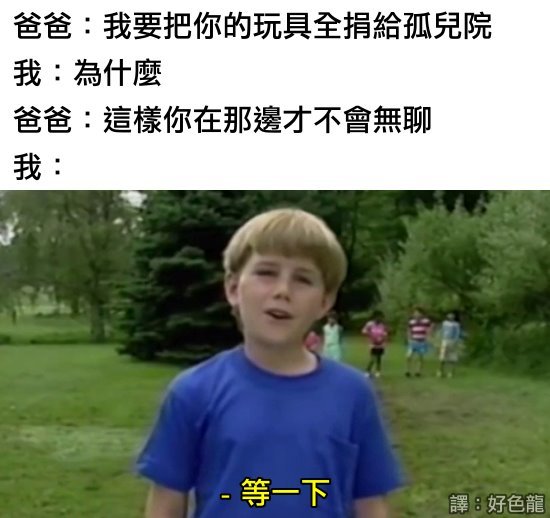 爸爸：我要把你的玩具全捐給孤兒院
我：為什麼
爸爸：這樣你在那邊才不會無聊
我：
- 等一下
譯：好色龍